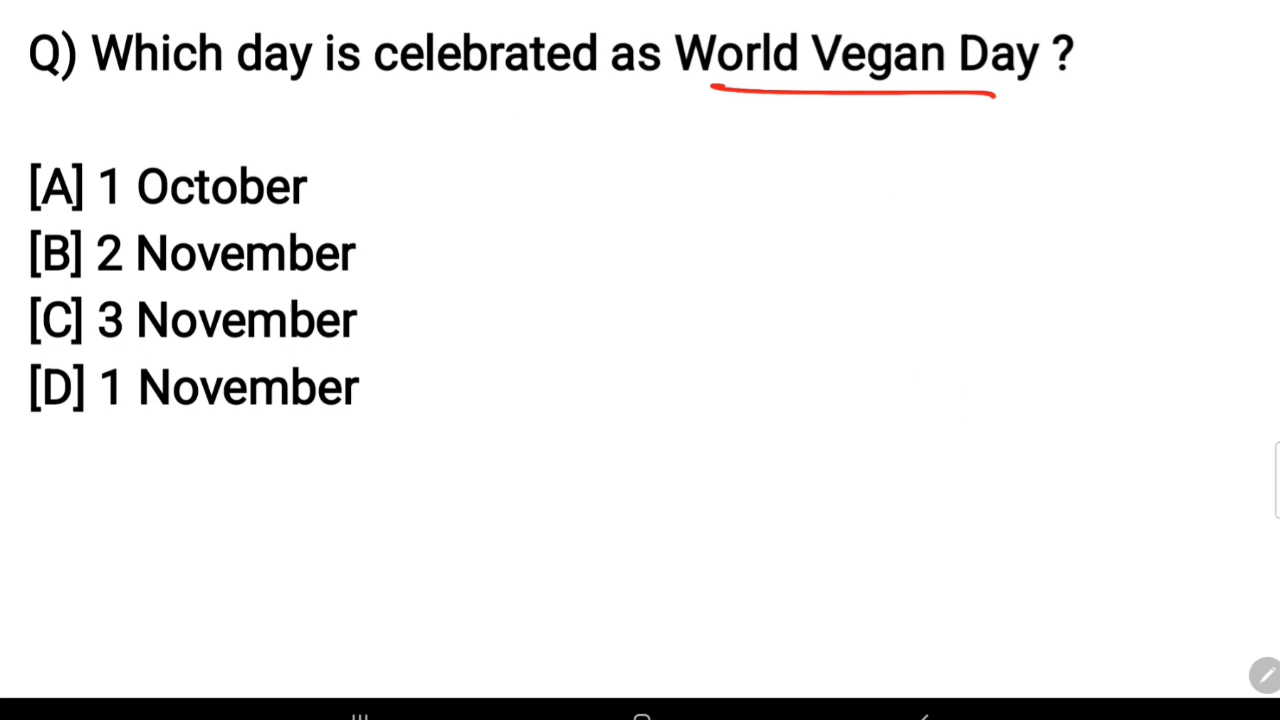 Q) Which day is celebrated as World Vegan Day ?
[A] 1 October
[B] 2 November
[C] 3 November
[D] 1 November